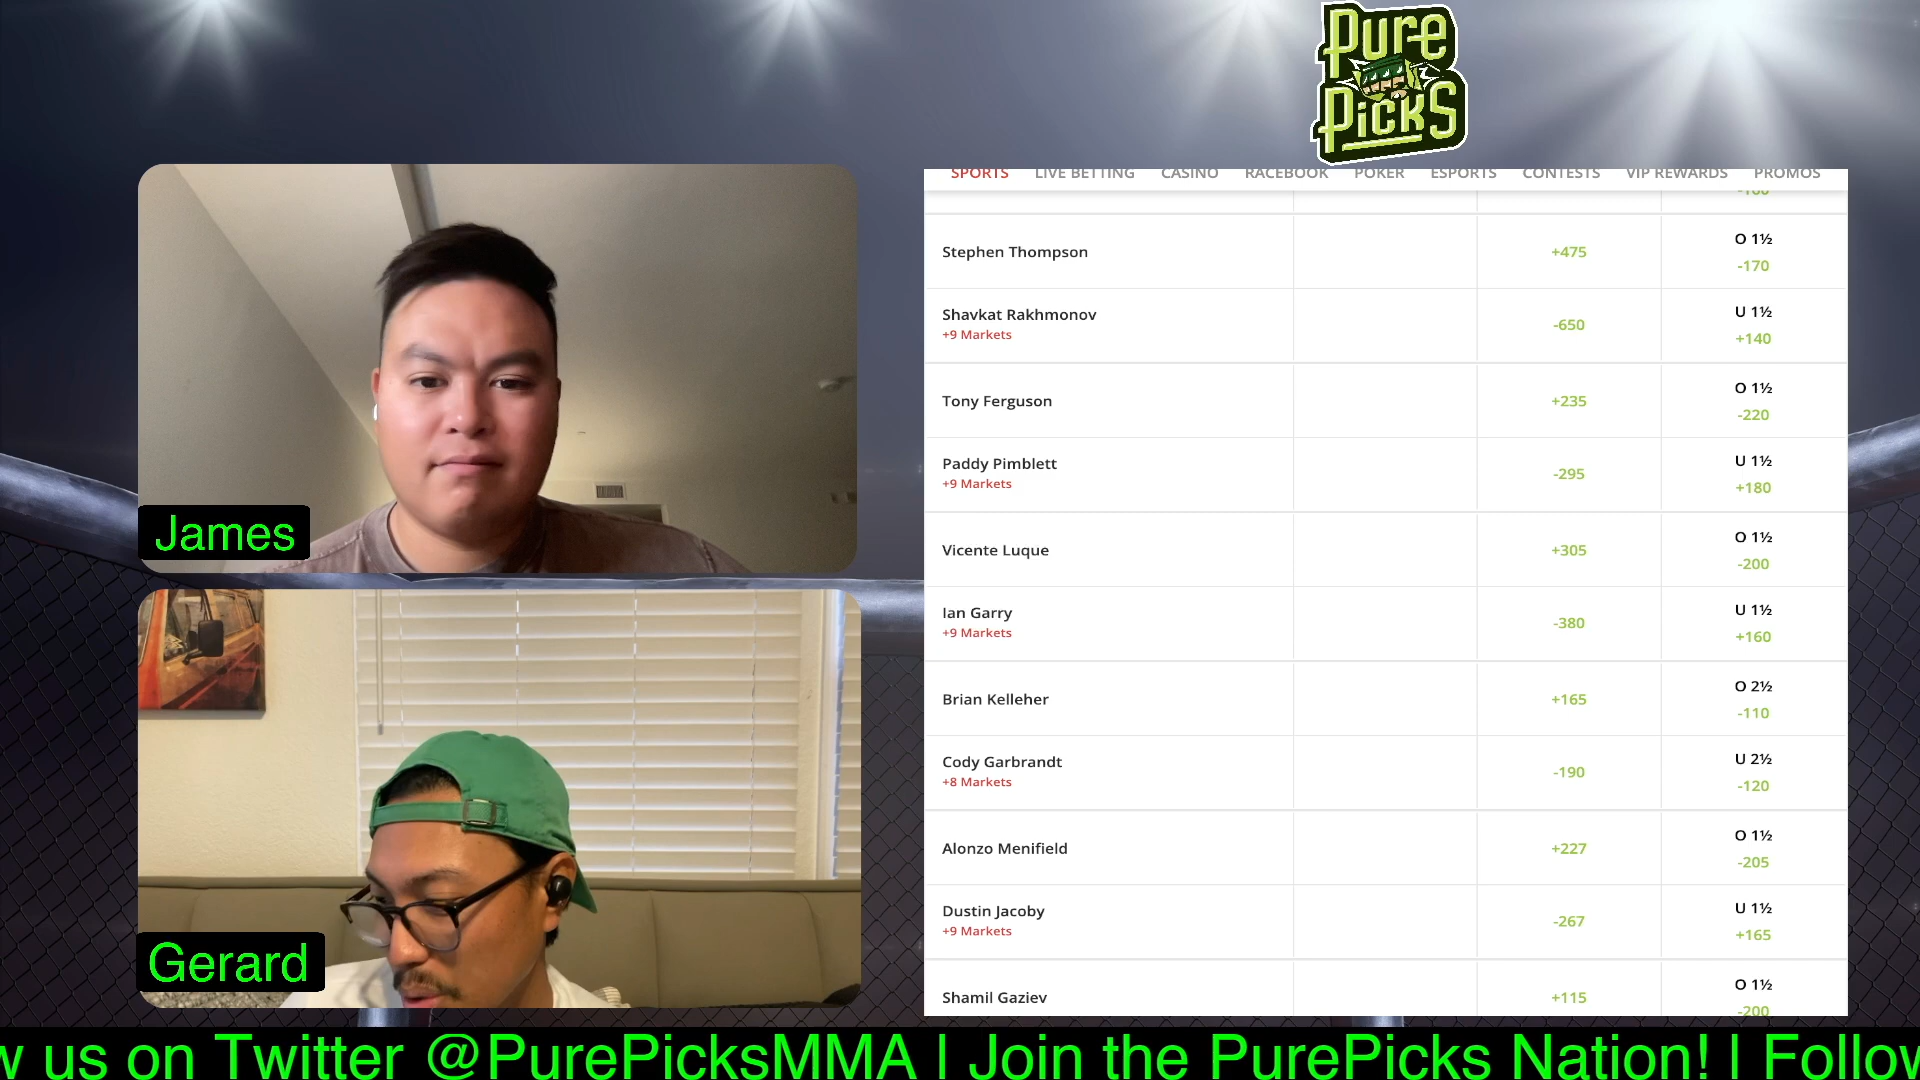 Pure
Picks
SPORTS LIVE BETTING CASINO RACEBOOK POKER ESPORTS CONTESTS VIP REWARDS PROMOS
-160
Stephen Thompson +475 O 1½
-170
Shavkat Rakhmonov
+9 Markets -650 U 1½
+140
Tony Ferguson +235 O 1½
-220
Paddy Pimblett
+9 Markets -295 U 1½
+180
Vicente Luque +305 O 1½
-200
Ian Garry
+9 Markets -380 U 1½
+160
Brian Kelleher +165 O 2½
-110
Cody Garbrandt
+8 Markets -190 U 2½
-120
Alonzo Menifield +227 O 1½
-205
Dustin Jacoby
+9 Markets -267 U 1½
+165
Shamil Gaziev +115 O 1½
-200
James
Gerard
w us on Twitter @PurePicksMMA | Join the PurePicks Nation! | Follow